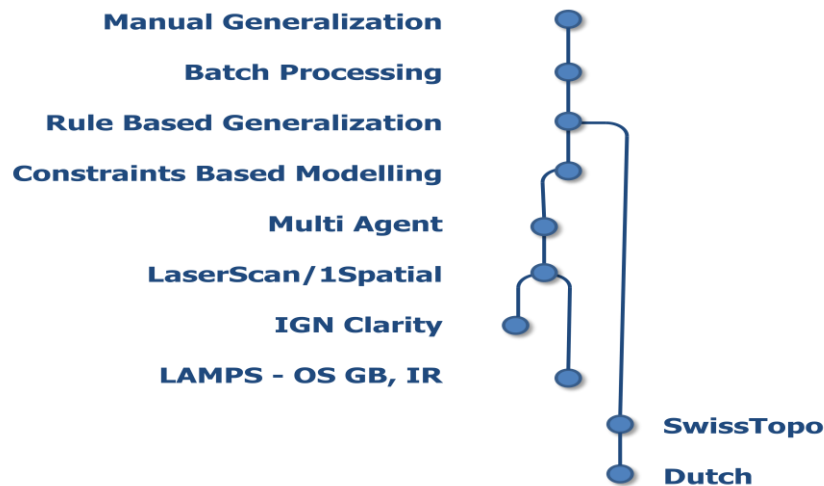 Manual Generalization
Batch Processing
Rule Based Generalization
Constraints Based Modelling
Multi Agent
LaserScan/1Spatial
IGN Clarity
LAMPS - OS GB, IR
SwissTopo
Dutch